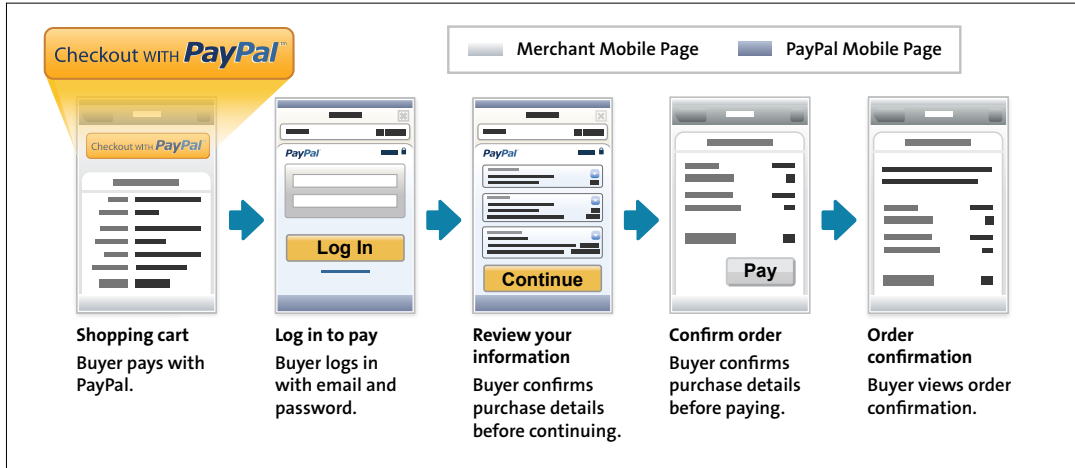 Checkout WITH PayPal™
Merchant Mobile Page
PayPal Mobile Page
Checkout WITH PayPal
PayPal
Log In
PayPal
Continue
Pay
Shopping cart
Buyer pays with
PayPal.
Log in to pay
Buyer logs in
with email and
password.
Review your
information
Buyer confirms
purchase details
before continuing.
Confirm order
Buyer confirms
purchase details
before paying.
Order
confirmation
Buyer views order
confirmation.